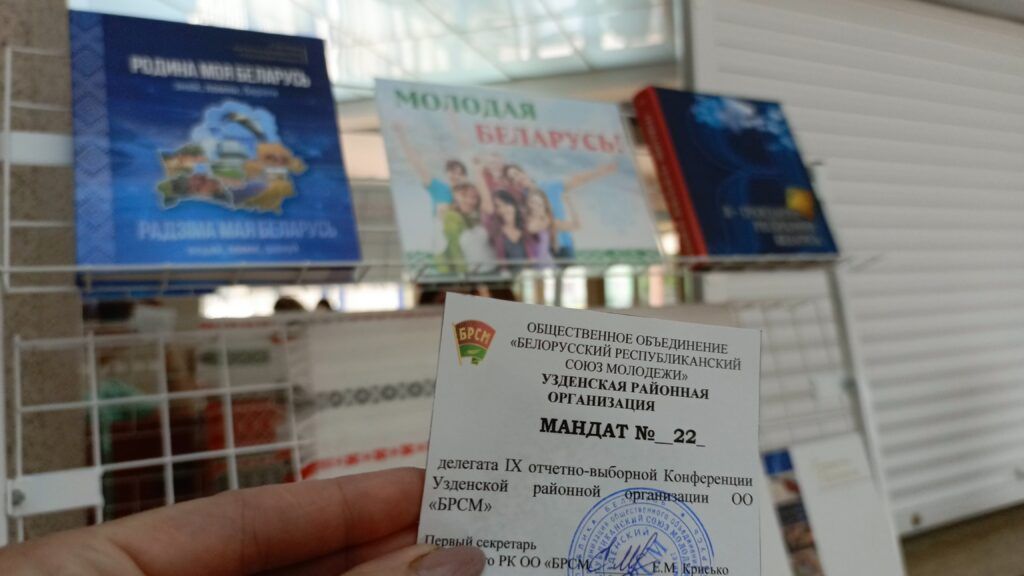 РОДИНА МОЯ БЕЛАРУСЬ
РАДЗІМА МАЯ БЕЛАРУСЬ
МОЛОДАЯ
БЕЛАРУСЬ!
БРСМ
ОБЩЕСТВЕННОЕ ОБЪЕДИНЕНИЕ
«БЕЛОРУССКИЙ РЕСПУБЛИКАНСКИЙ
СОЮЗ МОЛОДЕЖИ»
УЗДЕНСКАЯ РАЙОННАЯ
ОРГАНИЗАЦИЯ
МАНДАТ №__22_
делегата IX отчетно-выборной Конференции
Узденской районной организации ОО
«БРСМ»
Первый секретарь
РК ОО «БРСМ Е.М. Крисько